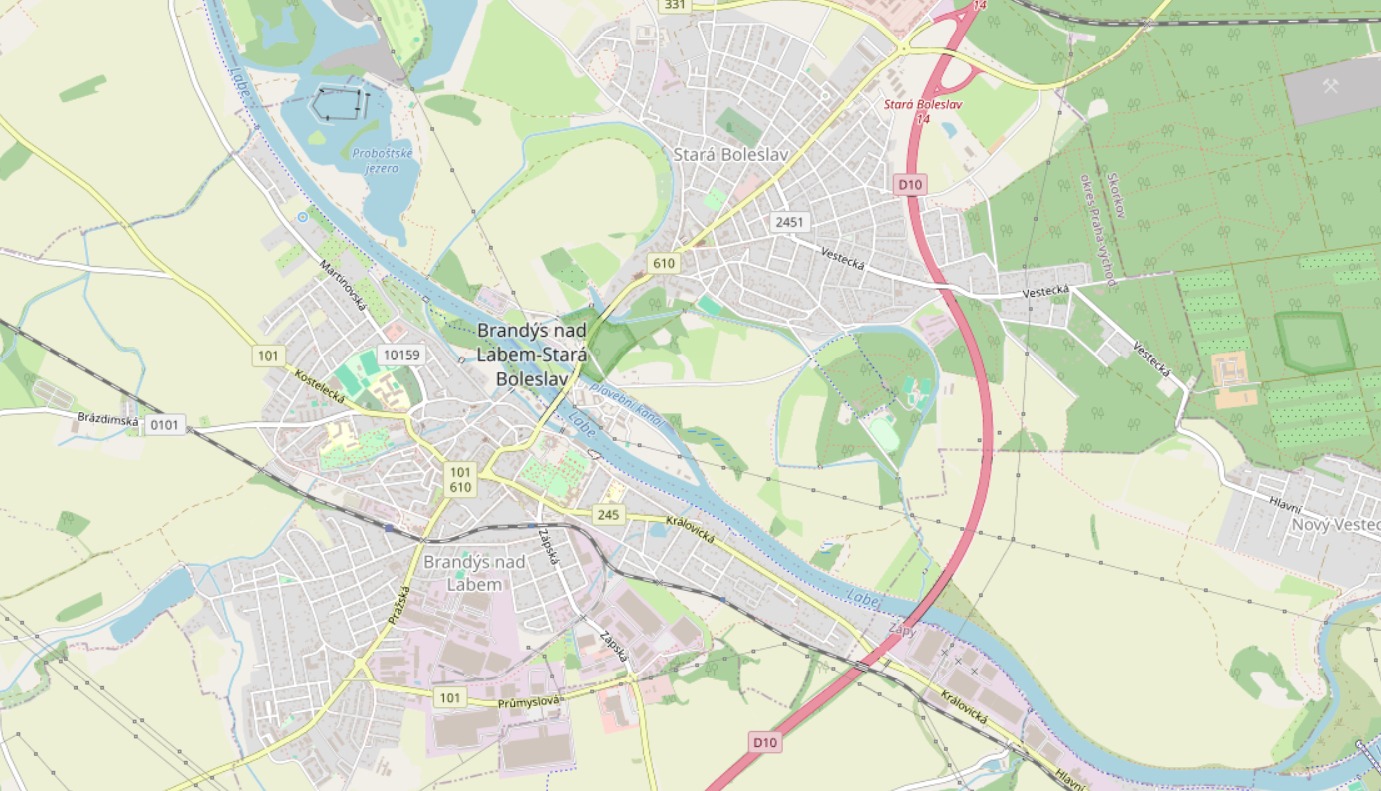 331
14
Labe
Stará Boleslav
14
Proboštské
jezera
Stará Boleslav
D10
Skorkov
okres Praha-východ
2451
Vestecká
610
Martinovská
Vestecká
Brandýs nad
Labem-Stará
Boleslav
101
10159
Vestecká
Kostelecká
plavební kanál
Brázdimská
0101
Labe
101
610
245
Královická
Hlavní
Nový Vestec
Zápská
Brandýs nad
Labem
Pražská
Labe
Zápy
Zápská
101
Průmyslová
Královická
D10
Hlavní